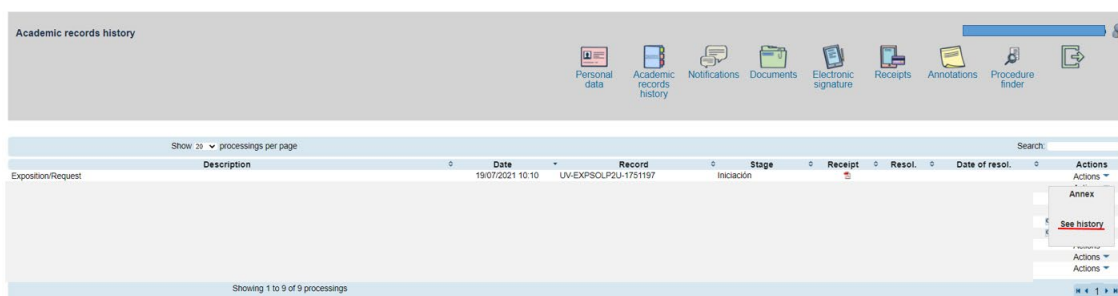 Academic records history
Personal data
Academic records history
Notifications
Documents
Electronic signature
Receipts
Annotations
Procedure finder
Show 20 processings per page
Search:
Description Date Record Stage Receipt Resol. Date of resol. Actions
Exposition/Request 19/07/2021 10:10 UV-EXPSOLP2U-1751197 Iniciación Actions
Annex
See history
Actions
Actions
Showing 1 to 9 of 9 processings
1